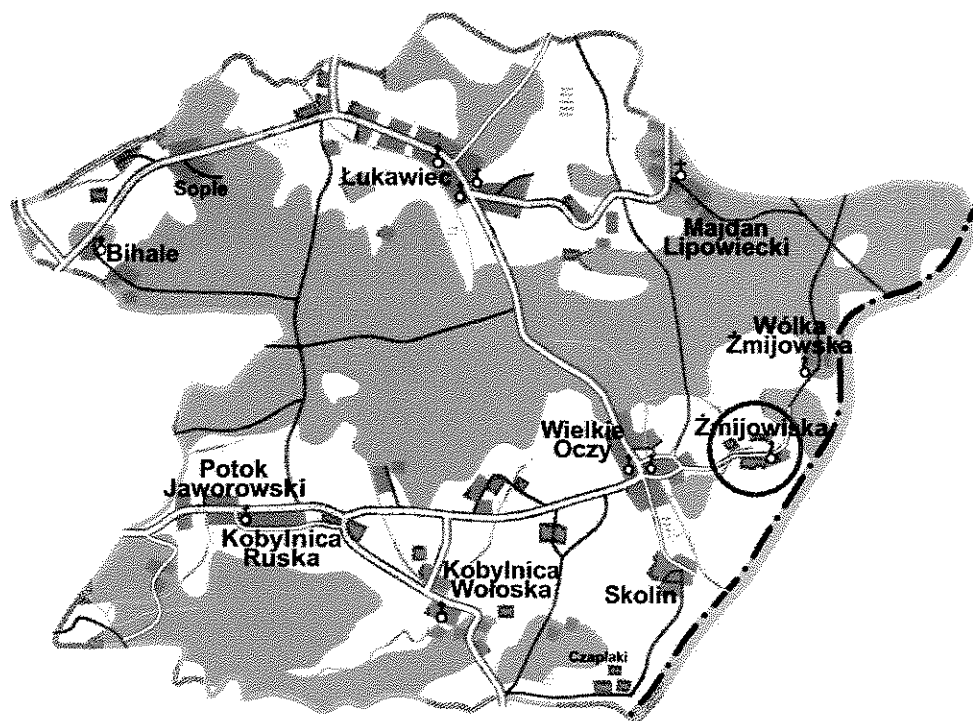 Łukawiec
Sople
Bihale
Majdan
Lipowiecki
Wólka
Żmijowska
Żmijowiska
Wielkie
Oczy
Potok
Jaworowski
Kobylnica
Ruska
Kobylnica
Wołoska
Skolin
Czaplaki